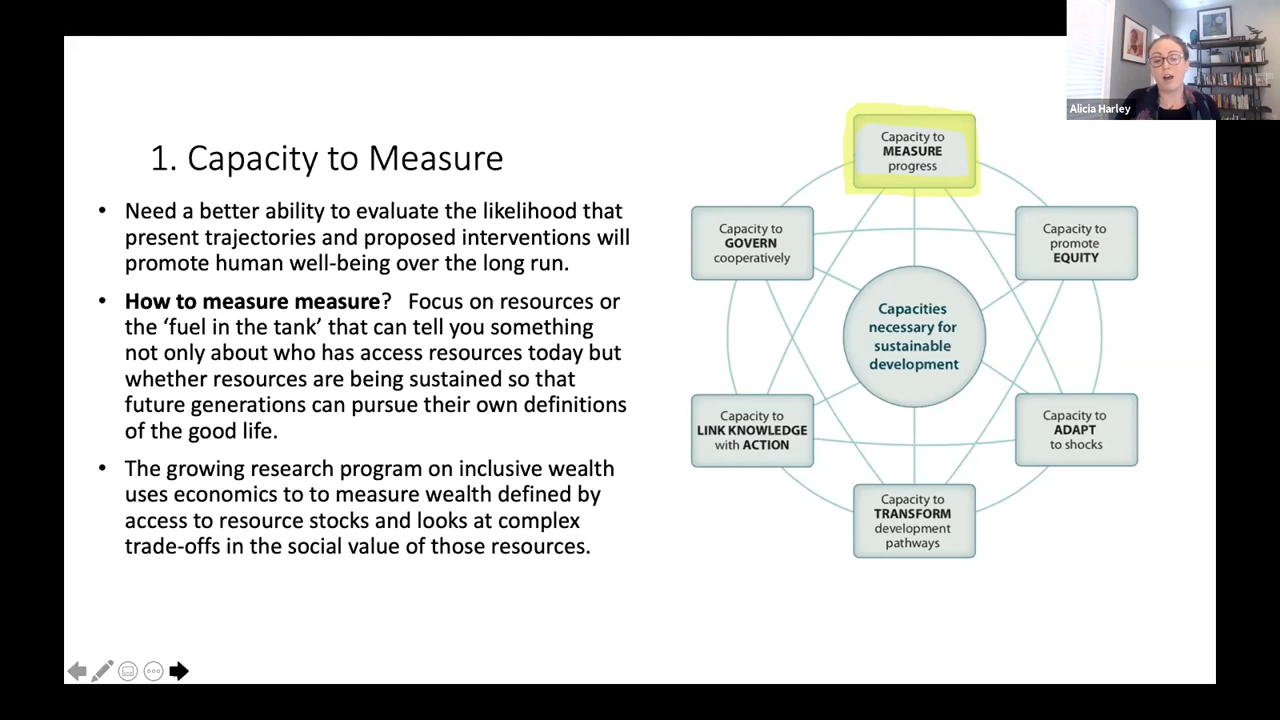 Alicia Harley
1. Capacity to Measure
• Need a better ability to evaluate the likelihood that
present trajectories and proposed interventions will
promote human well-being over the long run.
• How to measure measure? Focus on resources or
the ‘fuel in the tank’ that can tell you something
not only about who has access resources today but
whether resources are being sustained so that
future generations can pursue their own definitions
of the good life.
• The growing research program on inclusive wealth
uses economics to to measure wealth defined by
access to resource stocks and looks at complex
trade-offs in the social value of those resources.
Capacity to
MEASURE
progress
Capacity to
GOVERN
cooperatively
Capacity to
promote
EQUITY
Capacities
necessary for
sustainable
development
Capacity to
LINK KNOWLEDGE
with ACTION
Capacity to
ADAPT
to shocks
Capacity to
TRANSFORM
development
pathways